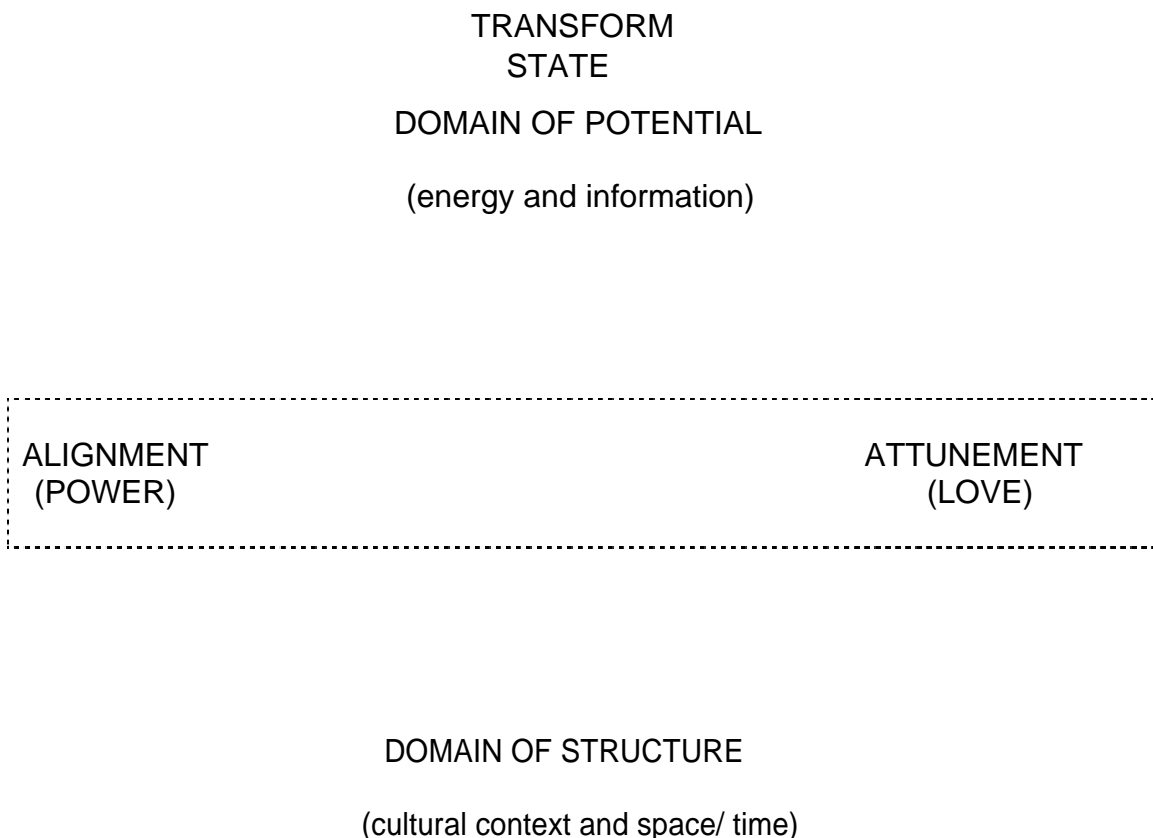 TRANSFORM
STATE
DOMAIN OF POTENTIAL
(energy and information)
ALIGNMENT ATTUNEMENT
(POWER) (LOVE)
DOMAIN OF STRUCTURE
(cultural context and space/ time)